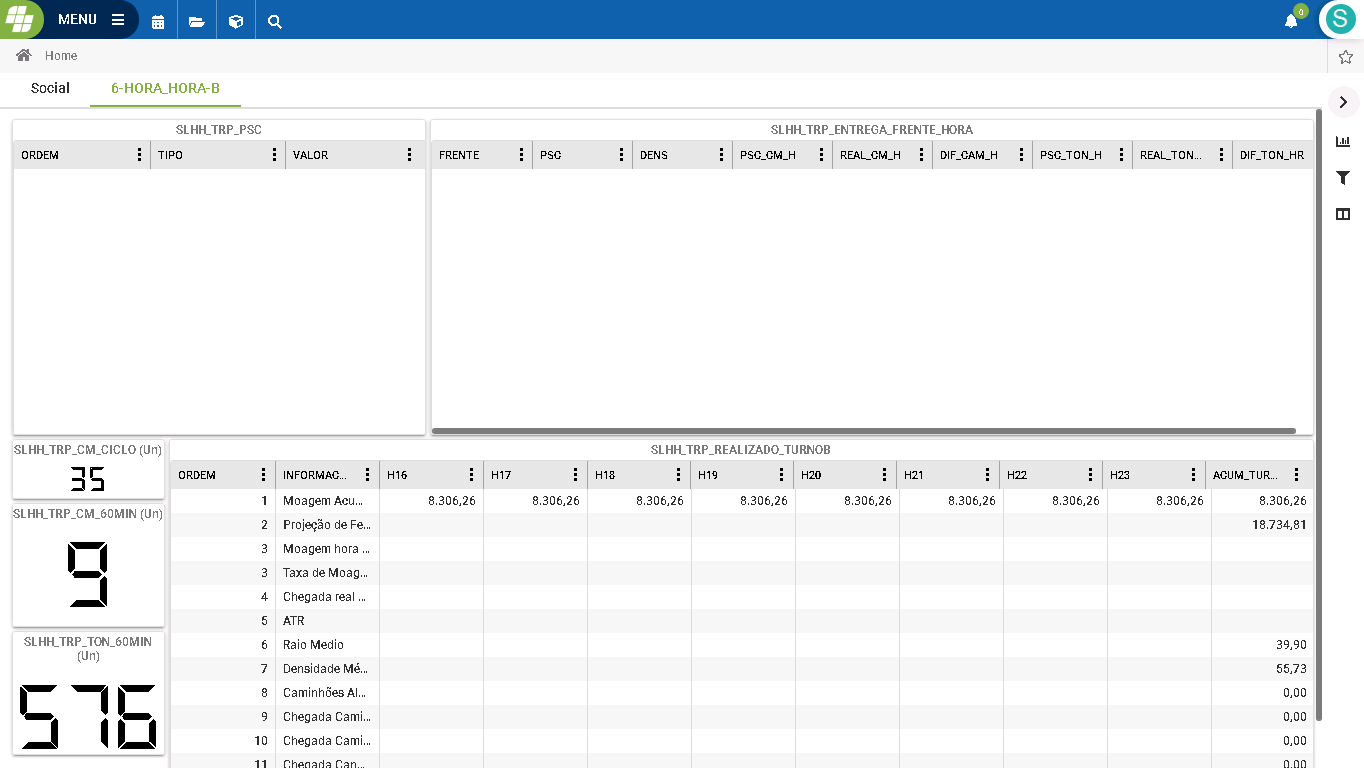 MENU
0
S
Home
Social 6-HORA_HORA-B
SLHH_TRP_PSC
ORDEM TIPO VALOR
SLHH_TRP_ENTREGA_FRENTE_HORA
FRENTE PSC DENS PSC_CM_H REAL_CM_H DIF_CAM_H PSC_TON_H REAL_TON... DIF_TON_HR
SLHH_TRP_CM_CICLO (Un)
35
SLHH_TRP_CM_60MIN (Un)
9
SLHH_TRP_TON_60MIN
(Un)
576
SLHH_TRP_REALIZADO_TURNOB
ORDEM INFORMAC... H16 H17 H18 H19 H20 H21 H22 H23 ACUM_TUR...
1 Moagem Acu... 8.306,26 8.306,26 8.306,26 8.306,26 8.306,26 8.306,26 8.306,26 8.306,26 8.306,26
2 Projeção de Fe... 18.734,81
3 Moagem hora ...
3 Taxa de Moag...
4 Chegada real ...
5 ATR
6 Raio Medio 39,90
7 Densidade Mé... 55,73
8 Caminhões Al... 0,00
9 Chegada Cami... 0,00
10 Chegada Cami... 0,00
11 Chegada Can... 0,00